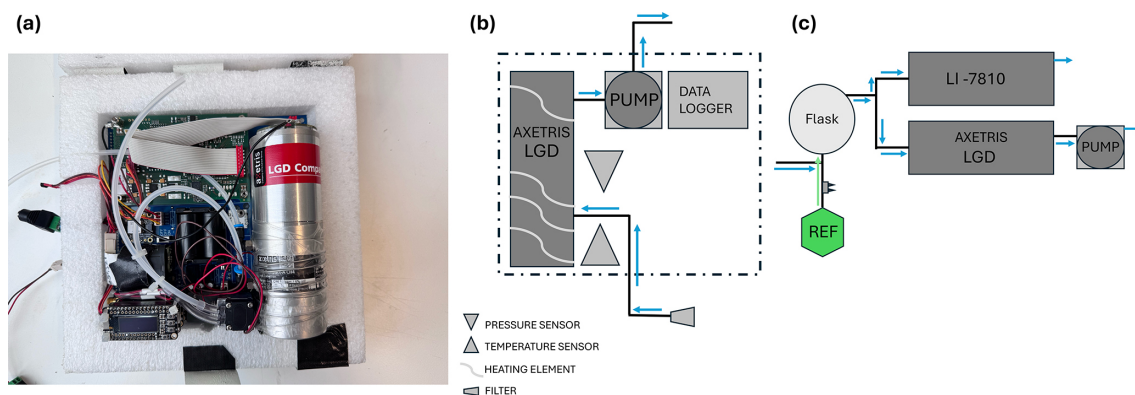 (a)
axetris
LGD Compa
(b)
AXETRIS
LGD
PUMP
DATA
LOGGER
PRESSURE SENSOR
TEMPERATURE SENSOR
HEATING ELEMENT
FILTER
(c)
Flask
LI -7810
AXETRIS
LGD
PUMP
REF